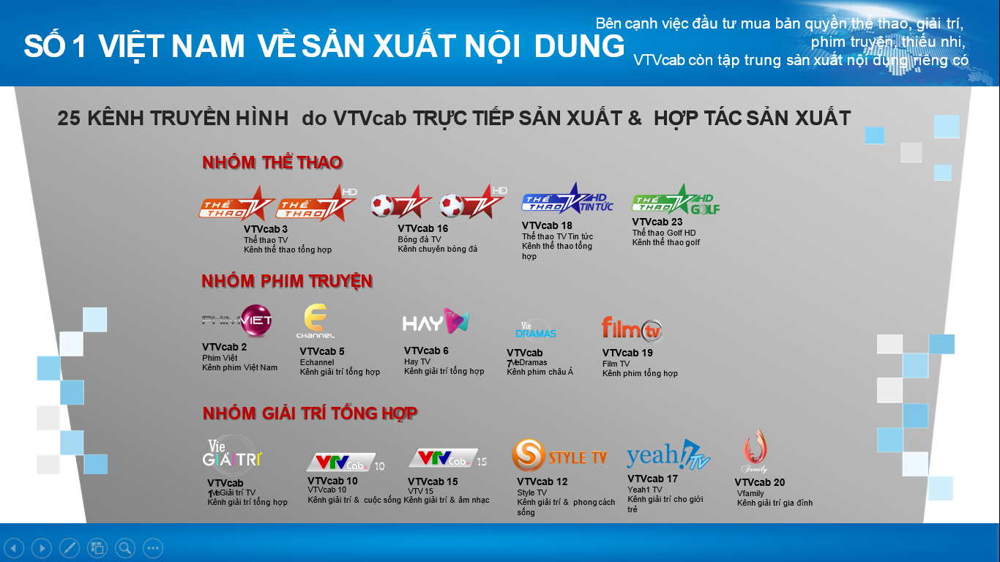 SỐ 1 VIỆT NAM VỀ SẢN XUẤT NỘI DUNG
Bên cạnh việc đầu tư mua bản quyền thể thao, giải trí,
phim truyện, thiếu nhi,
VTVcab còn tập trung sản xuất nội dung riêng có
25 KÊNH TRUYỀN HÌNH do VTVcab TRỰC TIẾP SẢN XUẤT & HỢP TÁC SẢN XUẤT
NHÓM THỂ THAO
THỂ THAO TV
THỂ THAO TV HD
TV
TV HD
THỂ THAO TV HD TIN TỨC
THỂ THAO TV HD GOLF
VTVcab 3
Thể thao TV
Kênh thể thao tổng hợp
VTVcab 16
Bóng đá TV
Kênh chuyên bóng đá
VTVcab 18
Thể thao TV Tin tức
Kênh thể thao tổng
hợp
VTVcab 23
Thể thao Golf HD
Kênh thể thao golf
NHÓM PHIM TRUYỆN
PHIM VIET
E CHANNEL
HAY TV
Vie DRAMAS
film tv
VTVcab 2
Phim Việt
Kênh phim Việt Nam
VTVcab 5
Echannel
Kênh giải trí tổng hợp
VTVcab 6
Hay TV
Kênh giải trí tổng hợp
VTVcab
7 VieDramas
Kênh phim châu Á
VTVcab 19
Film TV
Kênh phim tổng hợp
NHÓM GIẢI TRÍ TỔNG HỢP
Vie GIẢI TRÍ
VTV Cab 10
VTV Cab 15
S STYLE TV
yeah1 TV
Family
VTVcab
1 VieGiải trí TV
Kênh giải trí tổng hợp
VTVcab 10
VTVcab 10
Kênh giải trí & cuộc sống
VTVcab 15
VTV 15
Kênh giải trí & âm nhạc
VTVcab 12
Style TV
Kênh giải trí & phong cách
sống
VTVcab 17
Yeah1 TV
Kênh giải trí cho giới
trẻ
VTVcab 20
Vfamily
Kênh giải trí gia đình